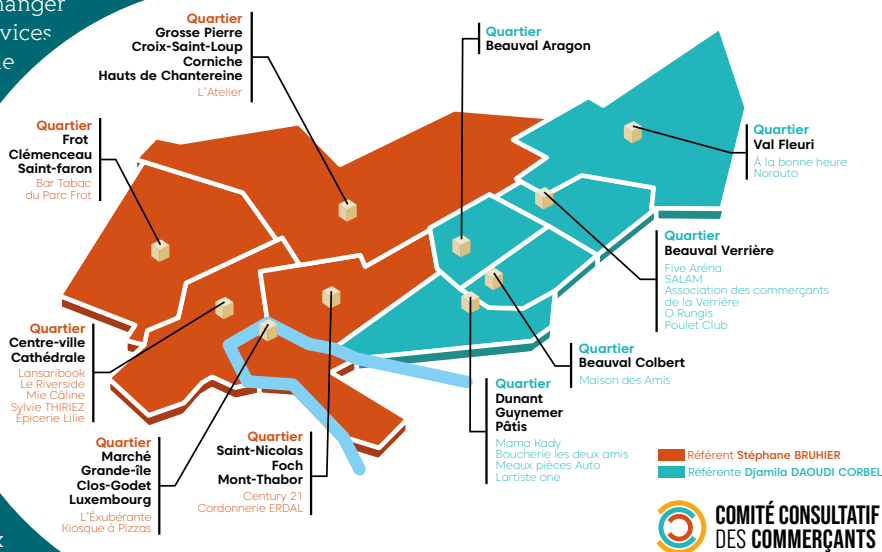 hanger
vices
e
Quartier
Grosse Pierre
Croix-Saint-Loup
Corniche
Hauts de Chantereine
L'Atelier
Quartier
Beauval Aragon
Quartier
Frot
Clémenceau
Saint-faron
Bar Tabac
du Parc Frot
Quartier
Val Fleuri
À la bonne heure
Norauto
Quartier
Beauval Verrière
Five Aréna
SALAM
Association des commerçants
de la Verrière
O Rungis
Poulet Club
Quartier
Centre-ville
Cathédrale
Lansaribook
Le Riverside
Mie Câline
Sylvie THIRIEZ
Épicerie Lilie
Quartier
Beauval Colbert
Maison des Amis
Quartier
Dunant
Guynemer
Pâtis
Mama Kady
Boucherie les deux amis
Meaux pièces Auto
Lartiste one
Quartier
Marché
Grande-île
Clos-Godet
Luxembourg
L'Éxubérante
Kiosque à Pizzas
Quartier
Saint-Nicolas
Foch
Mont-Thabor
Century 21
Cordonnerie ERDAL
Référent Stéphane BRUHIER
Référente Djamila DAOUDI CORBEL
COMITÉ CONSULTATIF
DES COMMERÇANTS
x